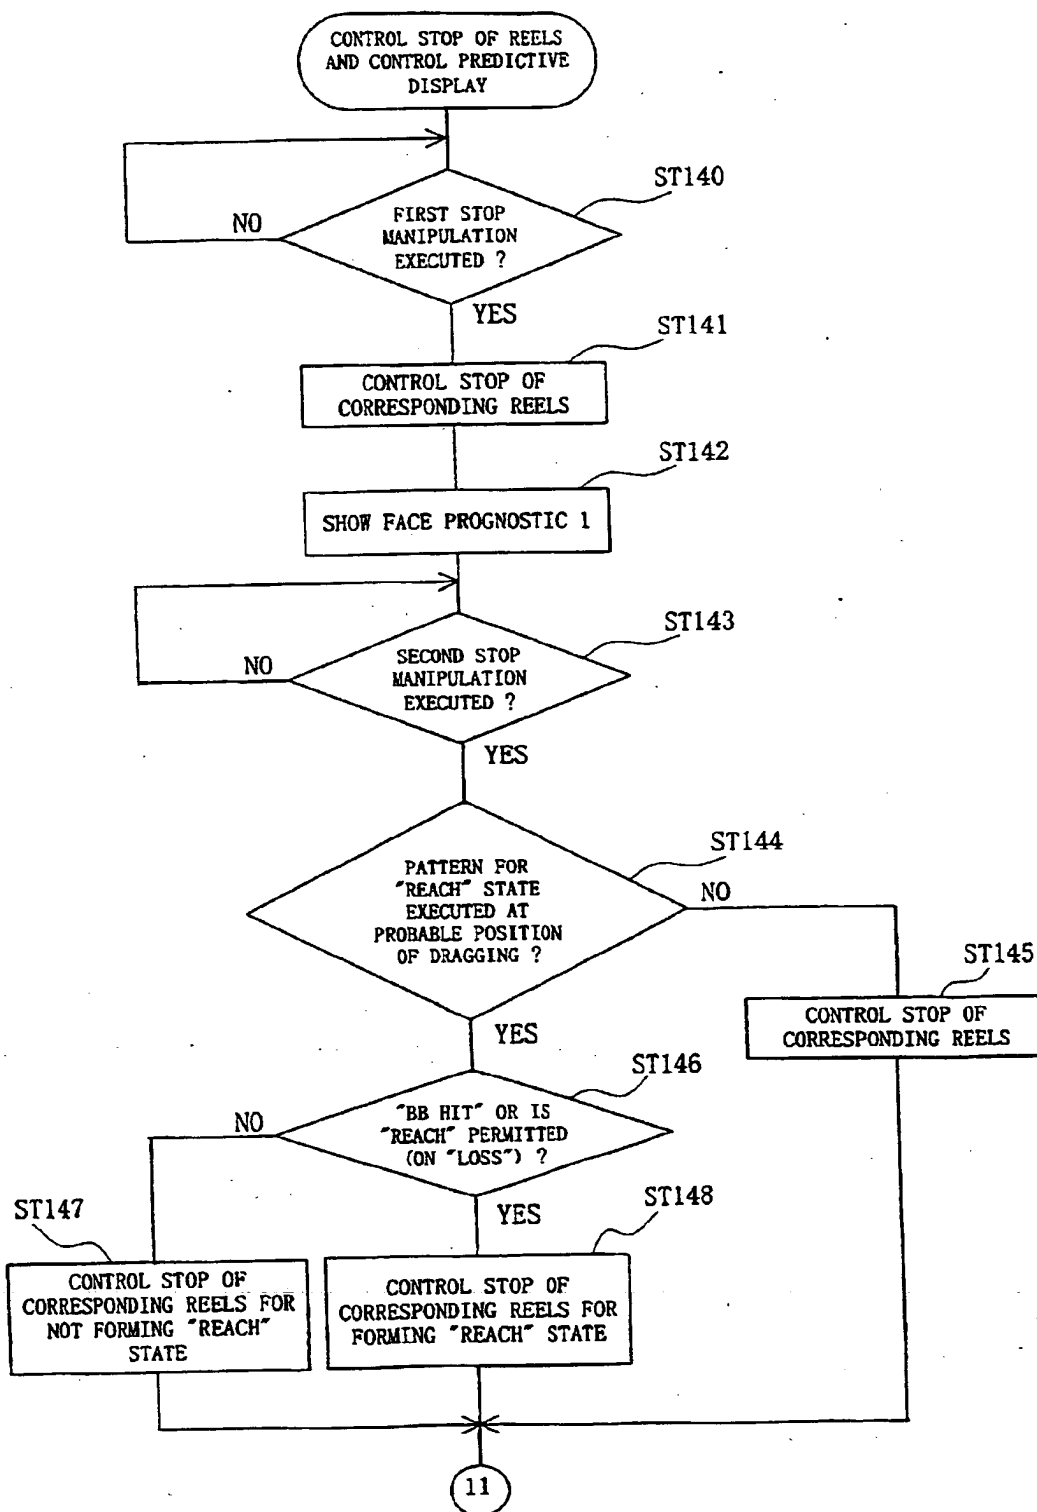 CONTROL STOP OF REELS
AND CONTROL PREDICTIVE
DISPLAY
ST140
NO
FIRST STOP
MANIPULATION
EXECUTED ?
YES
ST141
CONTROL STOP OF
CORRESPONDING REELS
ST142
SHOW FACE PROGNOSTIC 1
ST143
NO
SECOND STOP
MANIPULATION
EXECUTED ?
YES
ST144
PATTERN FOR
"REACH" STATE
EXECUTED AT
PROBABLE POSITION
OF DRAGGING ?
NO
ST145
CONTROL STOP OF
CORRESPONDING REELS
YES
ST146
NO
"BB HIT" OR IS
"REACH" PERMITTED
(ON "LOSS") ?
YES
ST147
CONTROL STOP OF
CORRESPONDING REELS FOR
NOT FORMING "REACH"
STATE
ST148
CONTROL STOP OF
CORRESPONDING REELS FOR
FORMING "REACH" STATE
11